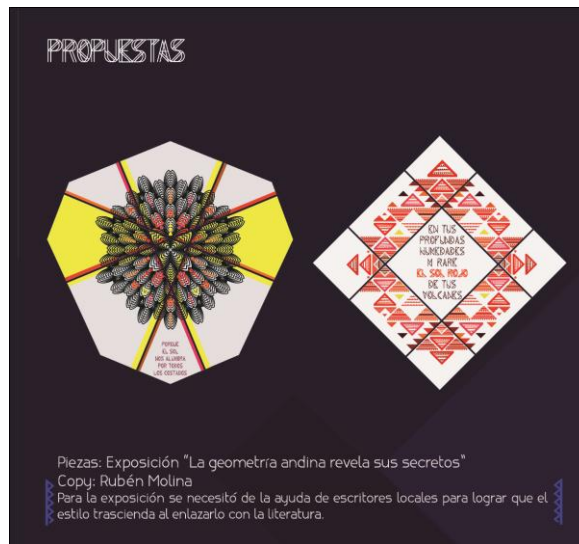 PROPUESTAS
PORQUE
EL SOL
NOS ALUMBRA
POR TODOS
LOS COSTADOS
EN TUS
PROFUNDAS
HUMEDADES
EL SOL ROJO
DE TUS
VOLCANES
Piezas: Exposición "La geometría andina revela sus secretos"
Copy: Rubén Molina
Para la exposición se necesitó de la ayuda de escritores locales para lograr que el
estilo trascienda al enlazarlo con la literatura.